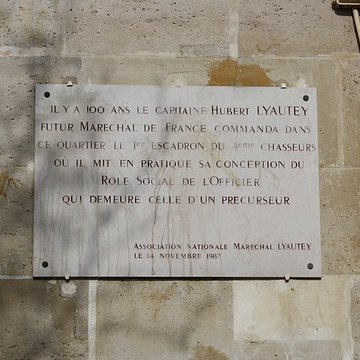 IL Y A 100 ANS LE CAPITAINE HUBERT LYAUTEY
FUTUR MARECHAL DE FRANCE COMMANDA DANS
CE QUARTIER LE 1er ESCADRON DU 4eme CHASSEURS
OU IL MIT EN PRATIQUE SA CONCEPTION DU
ROLE SOCIAL DE L'OFFICIER
QUI DEMEURE CELLE D'UN PRECURSEUR
ASSOCIATION NATIONALE MARECHAL LYAUTEY
LE 14 NOVEMBRE 1987